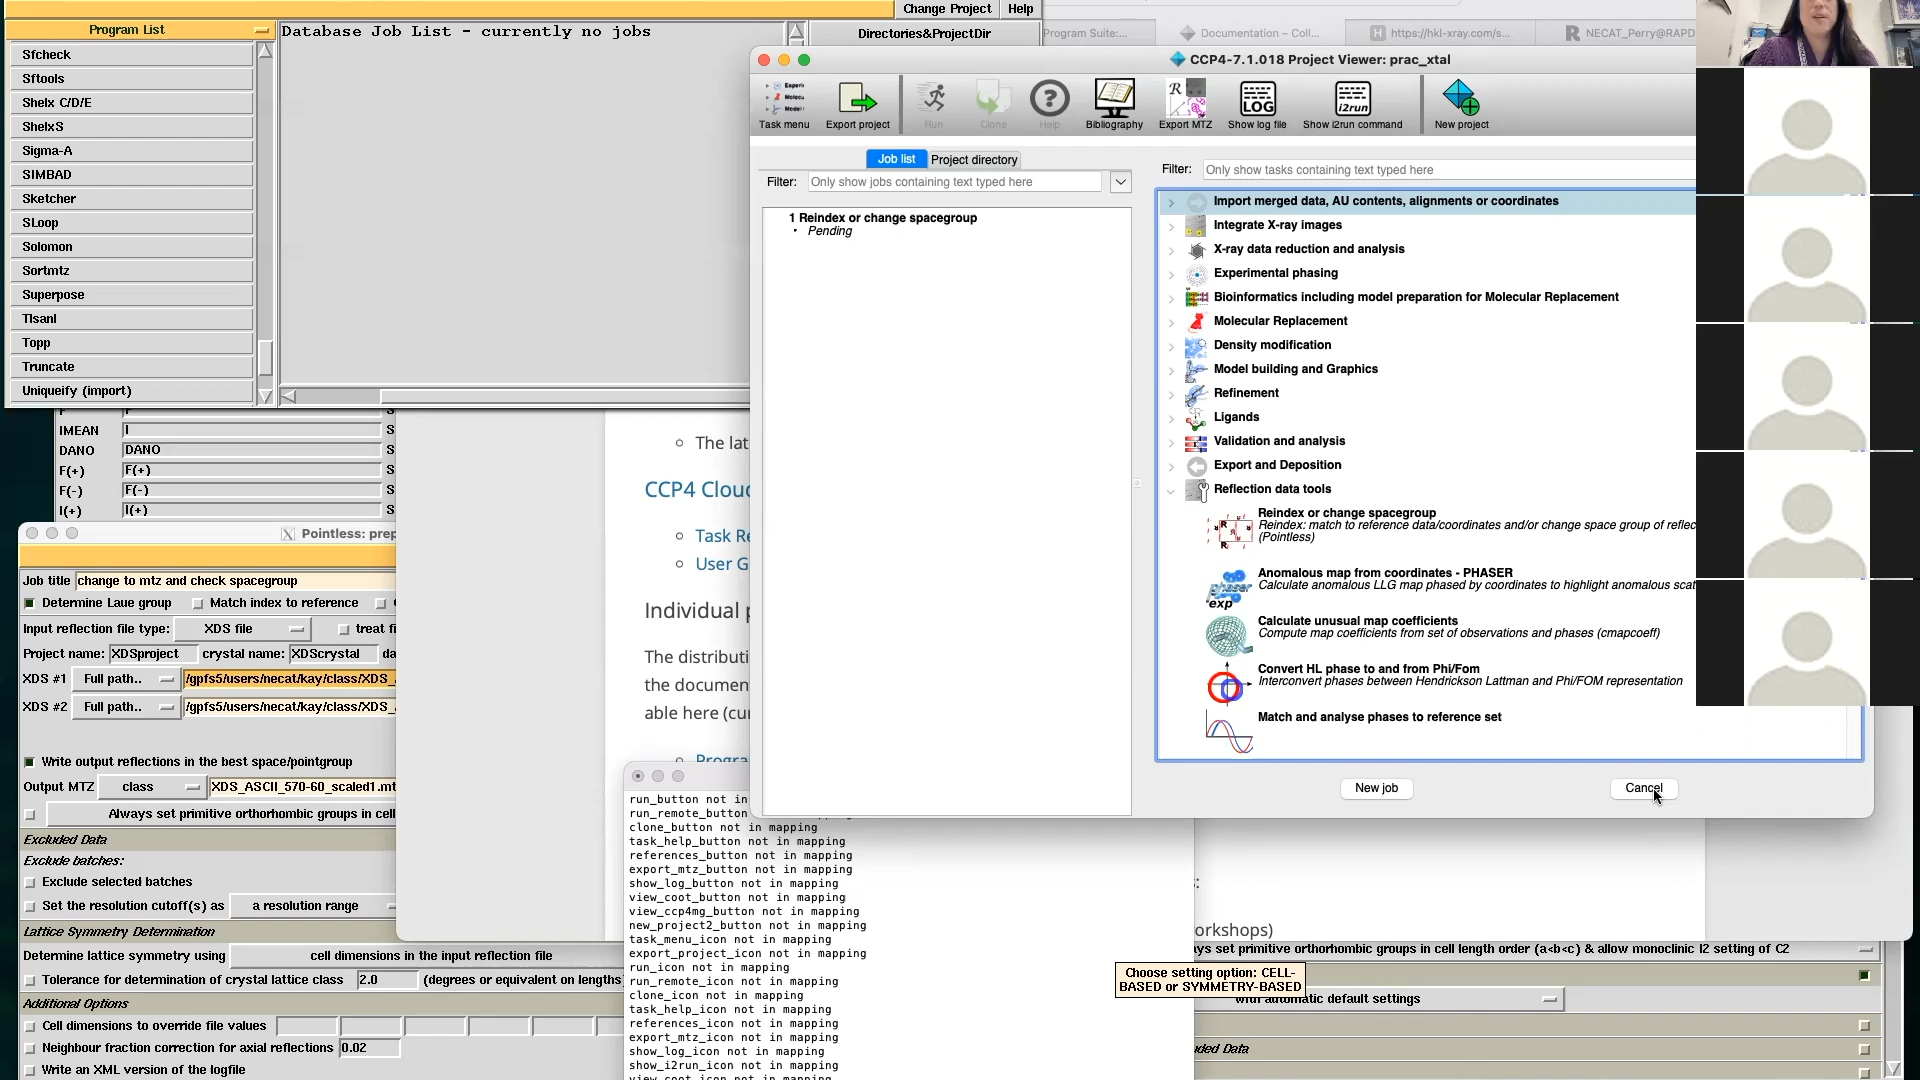 Change Project
Help
Program List
Database Job List - currently no jobs
Directories&ProjectDir
Program Suite:...
Documentation – Coll...
https://hkl-xray.com/s...
NECAT_Perry@RAPD
Sfcheck
Sftools
Shelx C/D/E
ShelxS
Sigma-A
SIMBAD
Sketcher
SLoop
Solomon
Sortmtz
Superpose
Tlsanl
Topp
Truncate
Uniqueify (import)
CCP4-7.1.018 Project Viewer: prac_xtal
Task menu
Export project
Run
Clone
Help
Bibliography
Export MTZ
Show log file
Show i2run command
New project
Job list
Project directory
Filter:
Only show jobs containing text typed here
1 Reindex or change spacegroup
Pending
Filter:
Only show tasks containing text typed here
Import merged data, AU contents, alignments or coordinates
Integrate X-ray images
X-ray data reduction and analysis
Experimental phasing
Bioinformatics including model preparation for Molecular Replacement
Molecular Replacement
Density modification
Model building and Graphics
Refinement
Ligands
Validation and analysis
Export and Deposition
Reflection data tools
Reindex or change spacegroup
Reindex: match to reference data/coordinates and/or change space group of reflec
(Pointless)
Anomalous map from coordinates - PHASER
Calculate anomalous LLG map phased by coordinates to highlight anomalous scat
Calculate unusual map coefficients
Compute map coefficients from set of observations and phases (cmapcoeff)
Convert HL phase to and from Phi/Fom
Interconvert phases between Hendrickson Lattman and Phi/FOM representation
Match and analyse phases to reference set
New job
Cancel
IMEAN I S
DANO DANO S
F(+) F(+) S
F(-) F(-) S
I(+) I(+) S
The lat
CCP4 Cloud
Task Re
User G
Individual p
The distributi
the documen
able here (cur
Progra
Pointless: prep
Job title change to mtz and check spacegroup
Determine Laue group
Match index to reference
Input reflection file type: XDS file
treat fi
Project name: XDSproject crystal name: XDScrystal da
XDS #1 Full path.. /gpfs5/users/necat/kay/class/XDS_
XDS #2 Full path.. /gpfs5/users/necat/kay/class/XDS_
Write output reflections in the best space/pointgroup
Output MTZ class XDS_ASCII_570-60_scaled1.mt
Always set primitive orthorhombic groups in cell
Excluded Data
Exclude batches:
Exclude selected batches
Set the resolution cutoff(s) as a resolution range
Lattice Symmetry Determination
Determine lattice symmetry using cell dimensions in the input reflection file
Tolerance for determination of crystal lattice class 2.0 (degrees or equivalent on lengths)
Additional Options
Cell dimensions to override file values
Neighbour fraction correction for axial reflections 0.02
Write an XML version of the logfile
run_button not in
run_remote_button
clone_button not in mapping
task_help_button not in mapping
references_button not in mapping
export_mtz_button not in mapping
show_log_button not in mapping
view_coot_button not in mapping
view_ccp4mg_button not in mapping
new_project2_button not in mapping
task_menu_icon not in mapping
export_project_icon not in mapping
run_icon not in mapping
run_remote_icon not in mapping
clone_icon not in mapping
task_help_icon not in mapping
references_icon not in mapping
export_mtz_icon not in mapping
show_log_icon not in mapping
show_i2run_icon not in mapping
view_coot_icon not in mapping
orkshops)
ys set primitive orthorhombic groups in cell length order (a<b<c) & allow monoclinic I2 setting of C2
Choose setting option: CELL-
BASED or SYMMETRY-BASED
with automatic default settings
ded Data